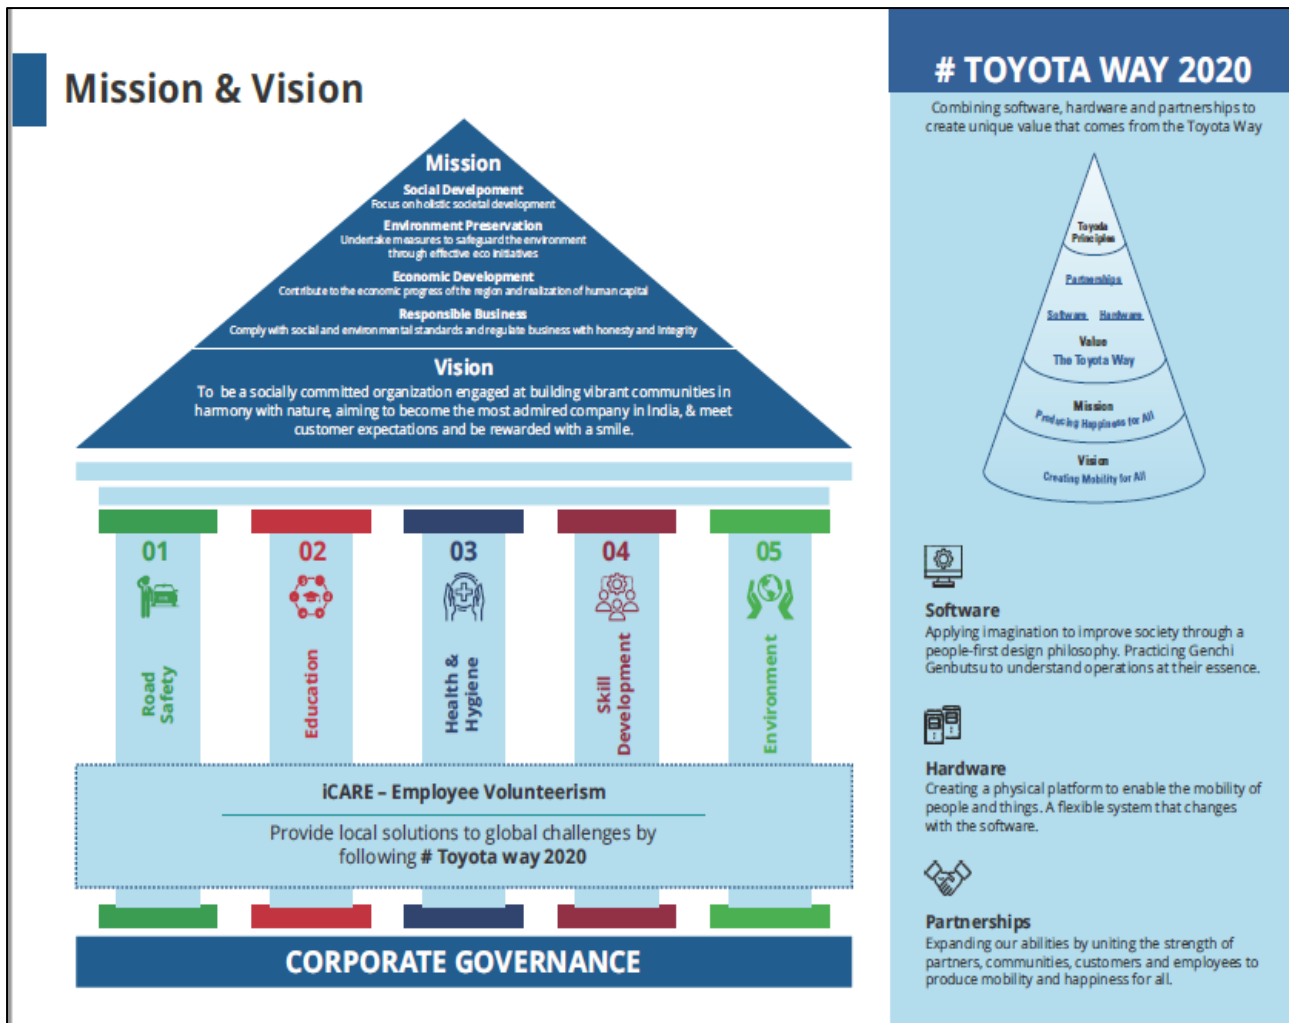 Mission & Vision
Mission
Social Develpoment
Focus on holistic societal development
Environment Preservation
Undertake measures to safeguard the environment
through effective eco initiatives
Economic Development
Contribute to the economic progress of the region and realization of human capital
Responsible Business
Comply with social and environmental standards and regulate business with honesty and integrity
Vision
To be a socially committed organization engaged at building vibrant communities in
harmony with nature, aiming to become the most admired company in India, & meet
customer expectations and be rewarded with a smile.
01
Road
Safety
02
Education
03
Health &
Hygiene
04
Skill
Development
05
Environment
iCARE – Employee Volunteerism
Provide local solutions to global challenges by
following # Toyota way 2020
CORPORATE GOVERNANCE
# TOYOTA WAY 2020
Combining software, hardware and partnerships to
create unique value that comes from the Toyota Way
Toyoda
Principles
Partnerships
Software Hardware
Value
The Toyota Way
Mission
Producing Happiness for All
Vision
Creating Mobility for All
Software
Applying imagination to improve society through a
people-first design philosophy. Practicing Genchi
Genbutsu to understand operations at their essence.
Hardware
Creating a physical platform to enable the mobility of
people and things. A flexible system that changes
with the software.
Partnerships
Expanding our abilities by uniting the strength of
partners, communities, customers and employees to
produce mobility and happiness for all.